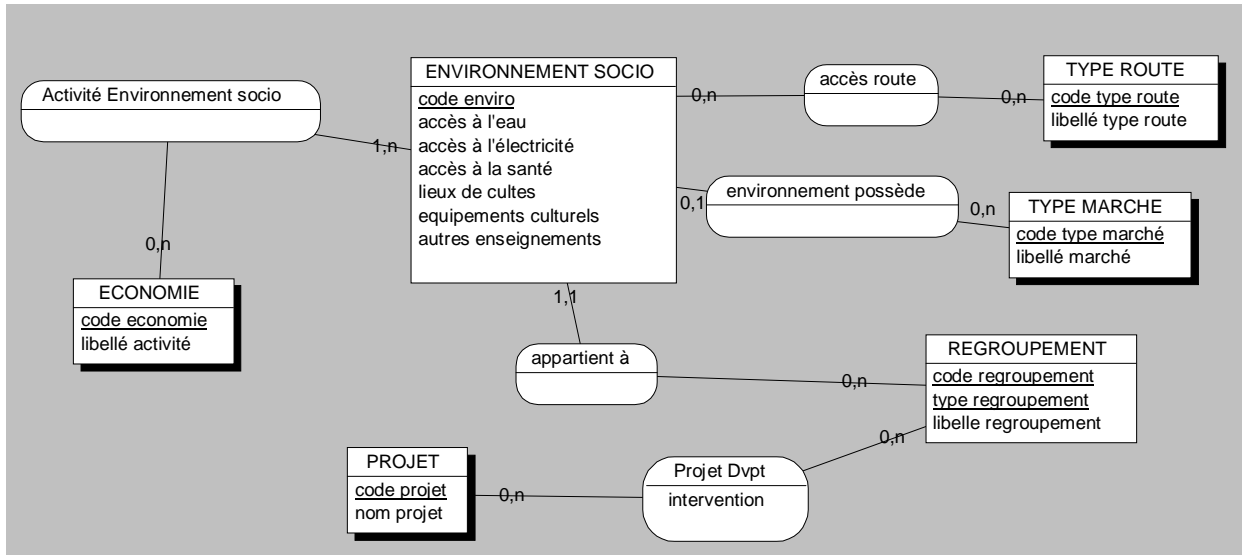 Activité Environnement socio
1,n
0,n
ECONOMIE
code economie
libellé activité
ENVIRONNEMENT SOCIO
code enviro
accès à l'eau
accès à l'électricité
accès à la santé
lieux de cultes
equipements culturels
autres enseignements
0,n
accès route
0,n
TYPE ROUTE
code type route
libellé type route
0,1
environnement possède
0,n
TYPE MARCHE
code type marché
libellé marché
1,1
appartient à
0,n
REGROUPEMENT
code regroupement
type regroupement
libelle regroupement
0,n
Projet Dvpt
intervention
0,n
PROJET
code projet
nom projet